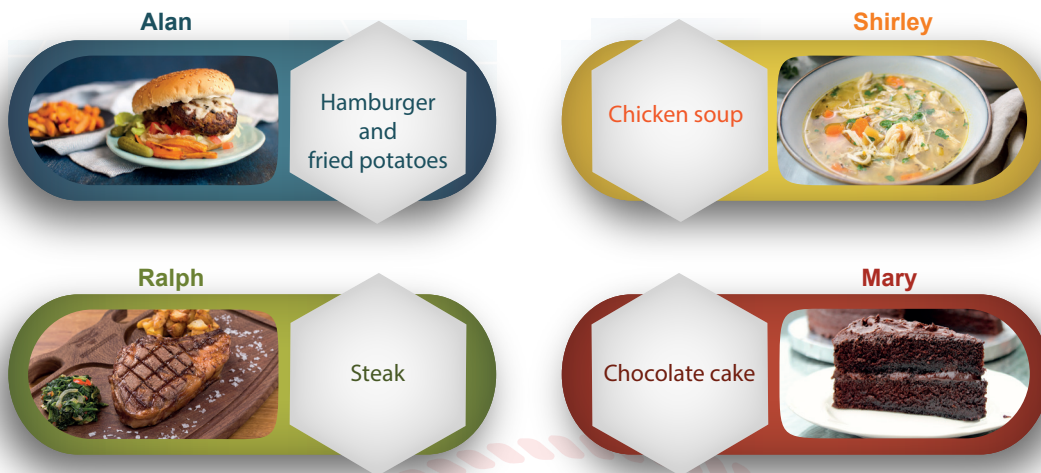 Alan
Hamburger
and
fried potatoes
Shirley
Chicken soup
Ralph
Steak
Mary
Chocolate cake